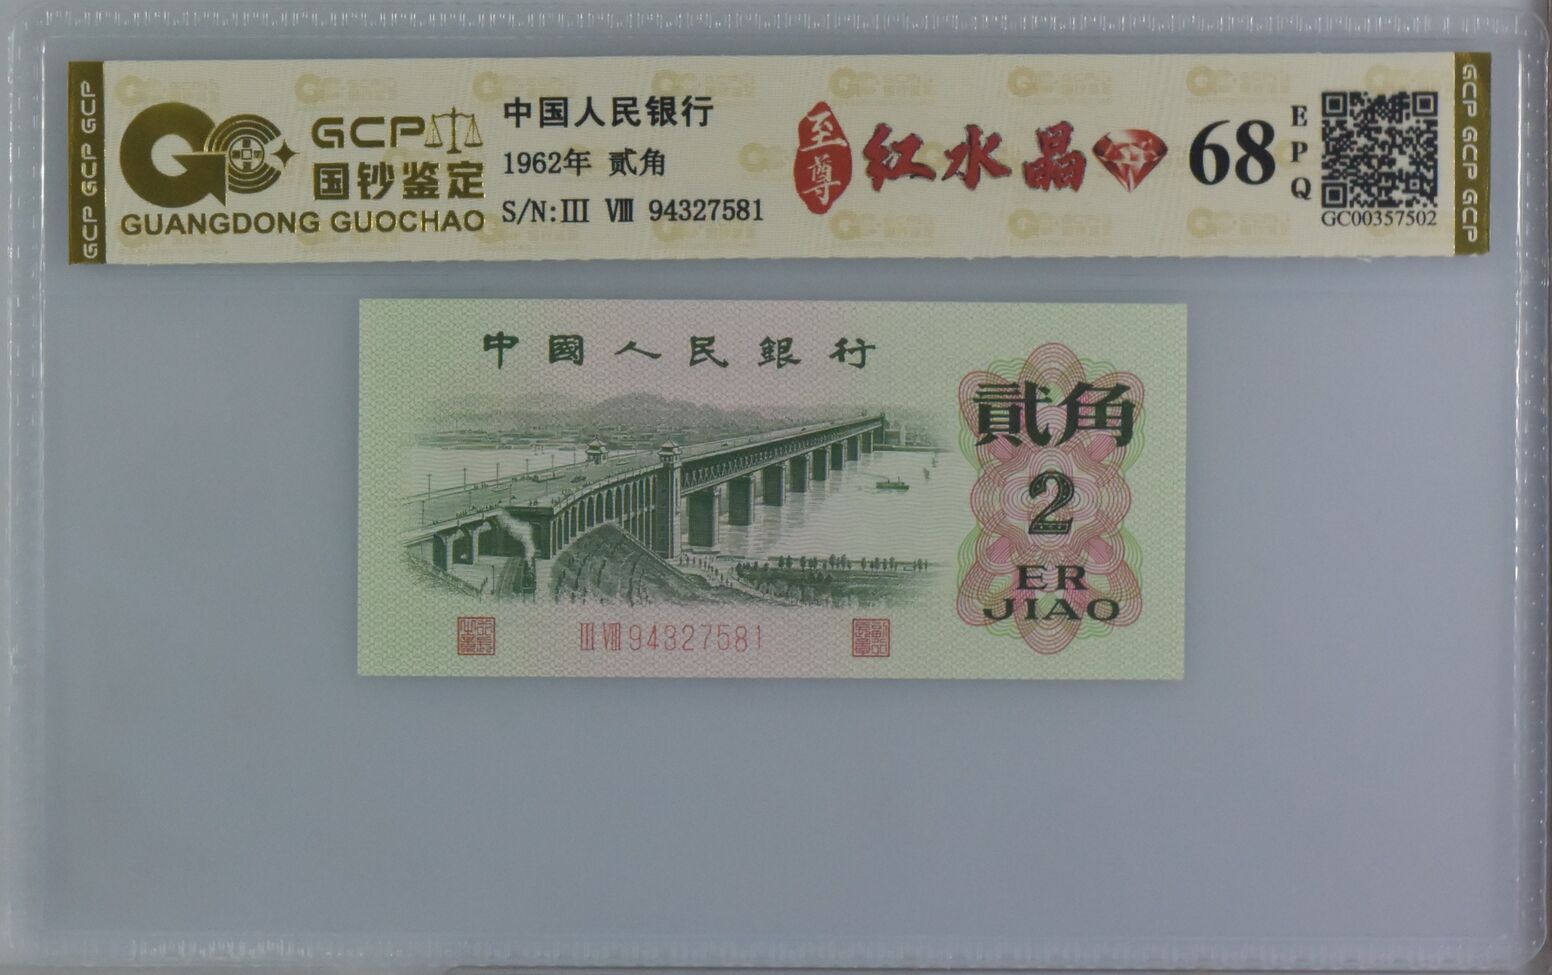 GCP GCP GCP
GCP
国钞鉴定
GUANGDONG GUOCHAO
中国人民银行
1962年 贰角
S/N:III VIII 94327581
至尊
红水晶
68
EPQ
GC00357502
GCP GCP GCP
中國人民銀行
貳角
2
ER
JIAO
III VIII 94327581